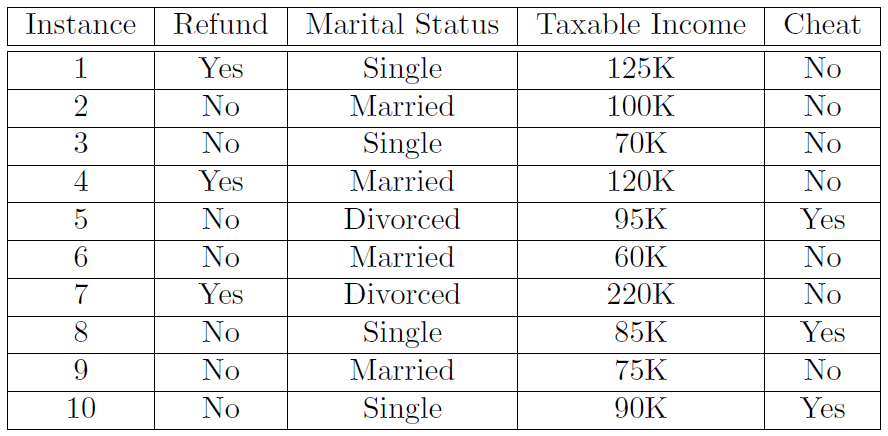 Instance Refund Marital Status Taxable Income Cheat
1 Yes Single 125K No
2 No Married 100K No
3 No Single 70K No
4 Yes Married 120K No
5 No Divorced 95K Yes
6 No Married 60K No
7 Yes Divorced 220K No
8 No Single 85K Yes
9 No Married 75K No
10 No Single 90K Yes